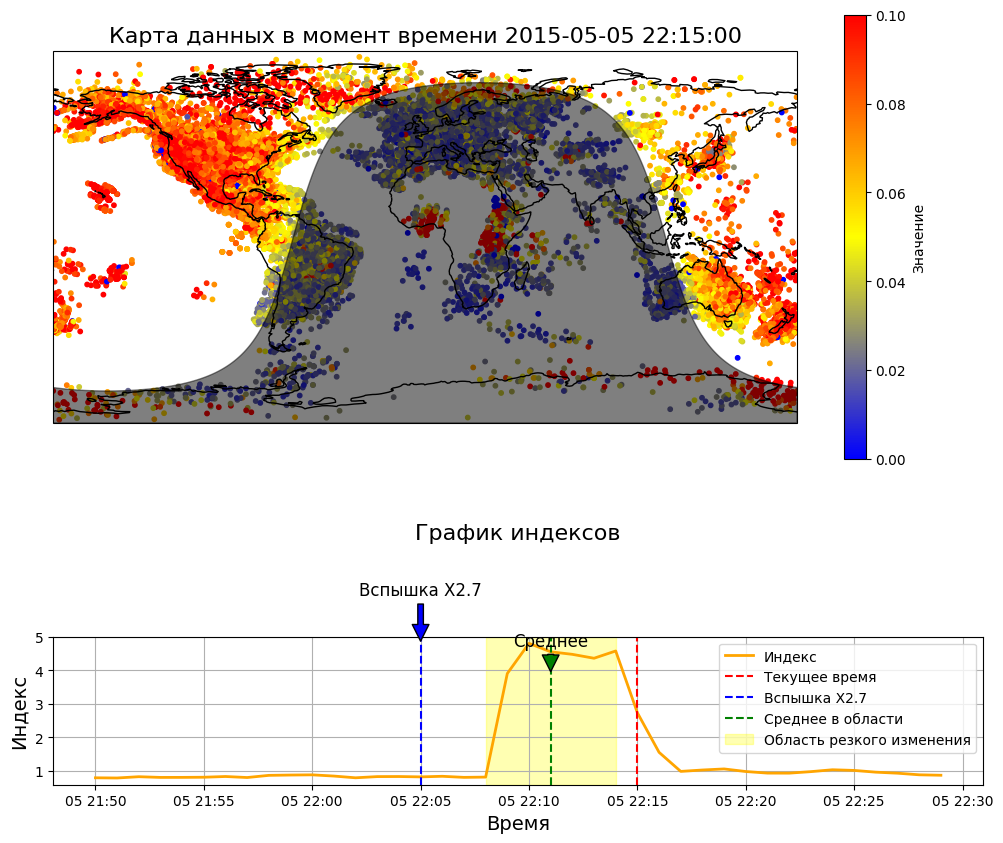 Карта данных в момент времени 2015-05-05 22:15:00
0.10
0.08
0.06
0.04
0.02
0.00
Значение
График индексов
Вспышка X2.7
Среднее
5
4
3
2
1
Индекс
Индекс
Текущее время
Вспышка X2.7
Среднее в области
Область резкого изменения
05 21:50 05 21:55 05 22:00 05 22:05 05 22:10 05 22:15 05 22:20 05 22:25 05 22:30
Время